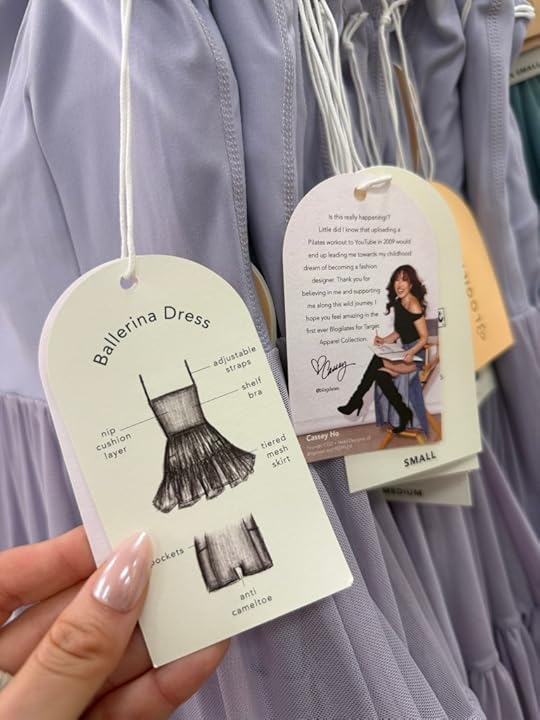 Ballerina Dress
adjustable
straps
shelf
bra
nip
cushion
layer
tiered
mesh
skirt
pockets
anti
cameltoe
Is this really happening!?
Little did I know that uploading a
Pilates workout to YouTube in 2009 would
end up leading me towards my childhood
dream of becoming a fashion
designer. Thank you for
believing in me and supporting
me along this wild journey. I
hope you feel amazing in the
first ever Blogilates for Target
Apparel Collection.
Cassey
@blogilates
Cassey Ho
SMALL
MEDIUM
SMALL